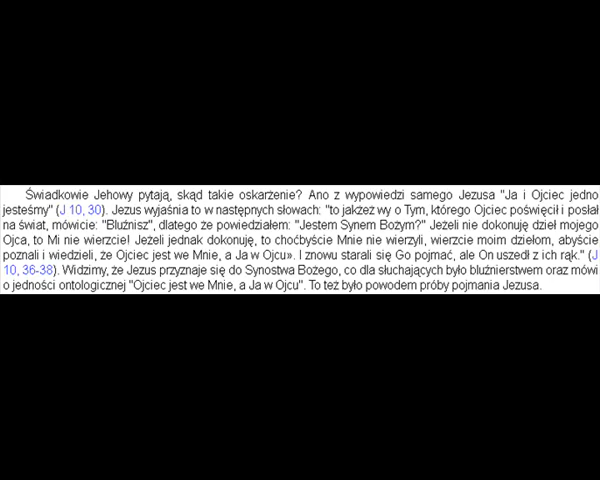 Świadkowie Jehowy pytają, skąd takie oskarżenie? Ano z wypowiedzi samego Jezusa "Ja i Ojciec jedno
jesteśmy" (J 10, 30). Jezus wyjaśnia to w następnych słowach: "to jakżeż wy o Tym, którego Ojciec poświęcił i posłał
na świat, mówicie: "Bluźnisz", dlatego że powiedziałem: "Jestem Synem Bożym?" Jeżeli nie dokonuję dzieł mojego
Ojca, to Mi nie wierzcie! Jeżeli jednak dokonuję, to choćbyście Mnie nie wierzyli, wierzcie moim dziełom, abyście
poznali i wiedzieli, że Ojciec jest we Mnie, a Ja w Ojcu». I znowu starali się Go pojmać, ale On uszedł z ich rąk." (J
10, 36-38). Widzimy, że Jezus przyznaje się do Synostwa Bożego, co dla słuchających było bluźnierstwem oraz mówi
o jedności ontologicznej "Ojciec jest we Mnie, a Ja w Ojcu". To też było powodem próby pojmania Jezusa.